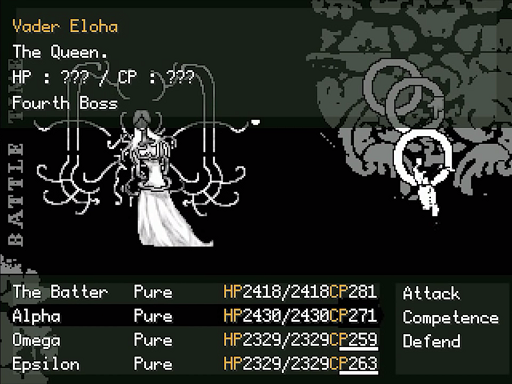 Vader Eloha
The Queen.
HP : ??? / CP : ???
Fourth Boss
BATTLE TIME
The Batter Pure HP2418/2418CP281
Alpha Pure HP2430/2430CP271
Omega Pure HP2329/2329CP259
Epsilon Pure HP2329/2329CP263
Attack
Competence
Defend